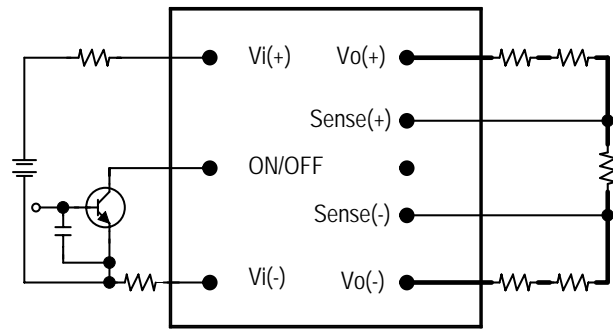 Vi(+) Vo(+)
Sense(+)
ON/OFF
Sense(-)
Vi(-) Vo(-)